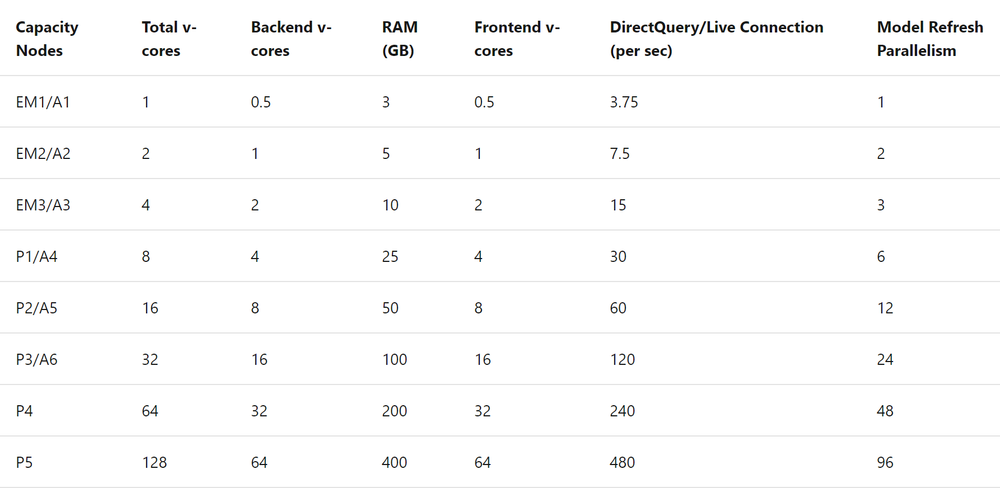 Capacity Nodes Total v-cores Backend v-cores RAM (GB) Frontend v-cores DirectQuery/Live Connection (per sec) Model Refresh Parallelism
EM1/A1 1 0.5 3 0.5 3.75 1
EM2/A2 2 1 5 1 7.5 2
EM3/A3 4 2 10 2 15 3
P1/A4 8 4 25 4 30 6
P2/A5 16 8 50 8 60 12
P3/A6 32 16 100 16 120 24
P4 64 32 200 32 240 48
P5 128 64 400 64 480 96